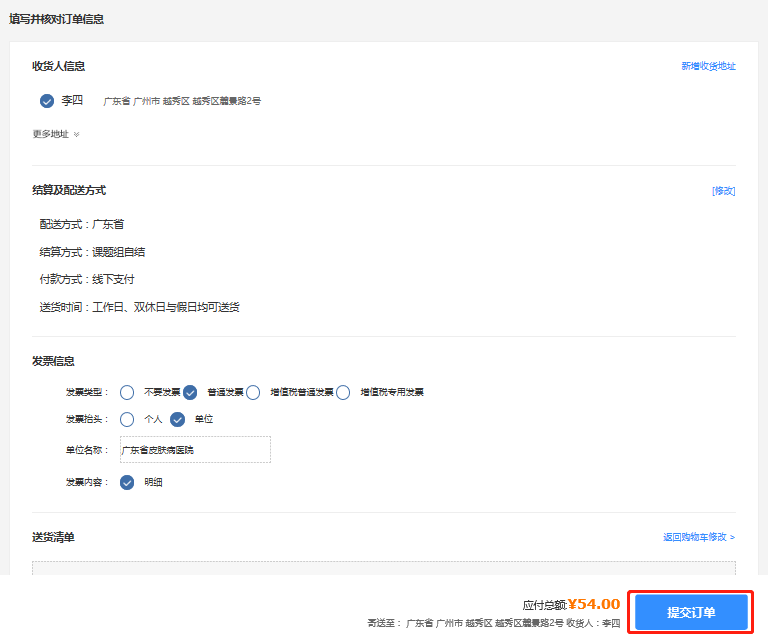 填写并核对订单信息
收货人信息 新增收货地址
李四 广东省 广州市 越秀区 越秀区麓景路2号
更多地址
结算及配送方式 [修改]
配送方式：广东省
结算方式：课题组自结
付款方式：线下支付
送货时间：工作日、双休日与假日均可送货
发票信息
发票类型： 不要发票 普通发票 增值税普通发票 增值税专用发票
发票抬头： 个人 单位
单位名称： 广东省皮肤病医院
发票内容： 明细
送货清单 返回购物车修改 >
应付总额:¥54.00 提交订单
寄送至： 广东省 广州市 越秀区 越秀区麓景路2号 收货人：李四